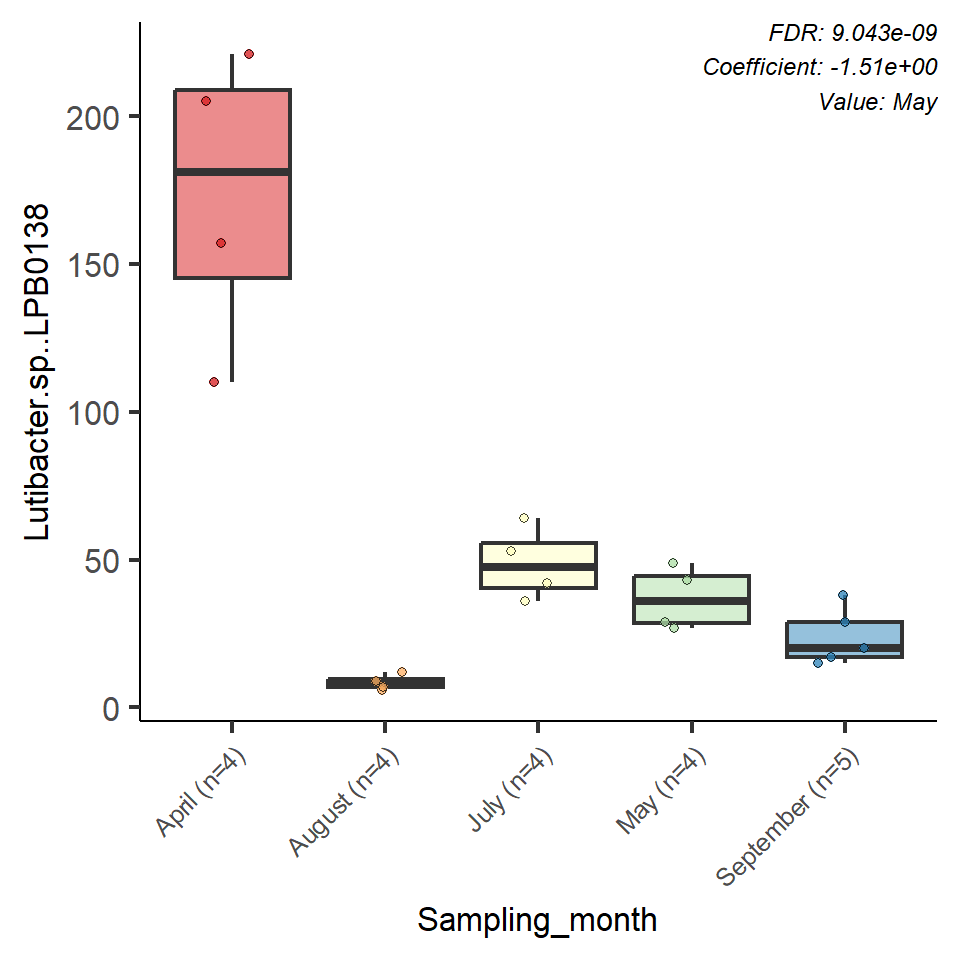 FDR: 9.043e-09
Coefficient: -1.51e+00
Value: May
Lutibacter.sp..LPB0138
200
150
100
50
0
April (n=4)
August (n=4)
July (n=4)
May (n=4)
September (n=5)
Sampling_month